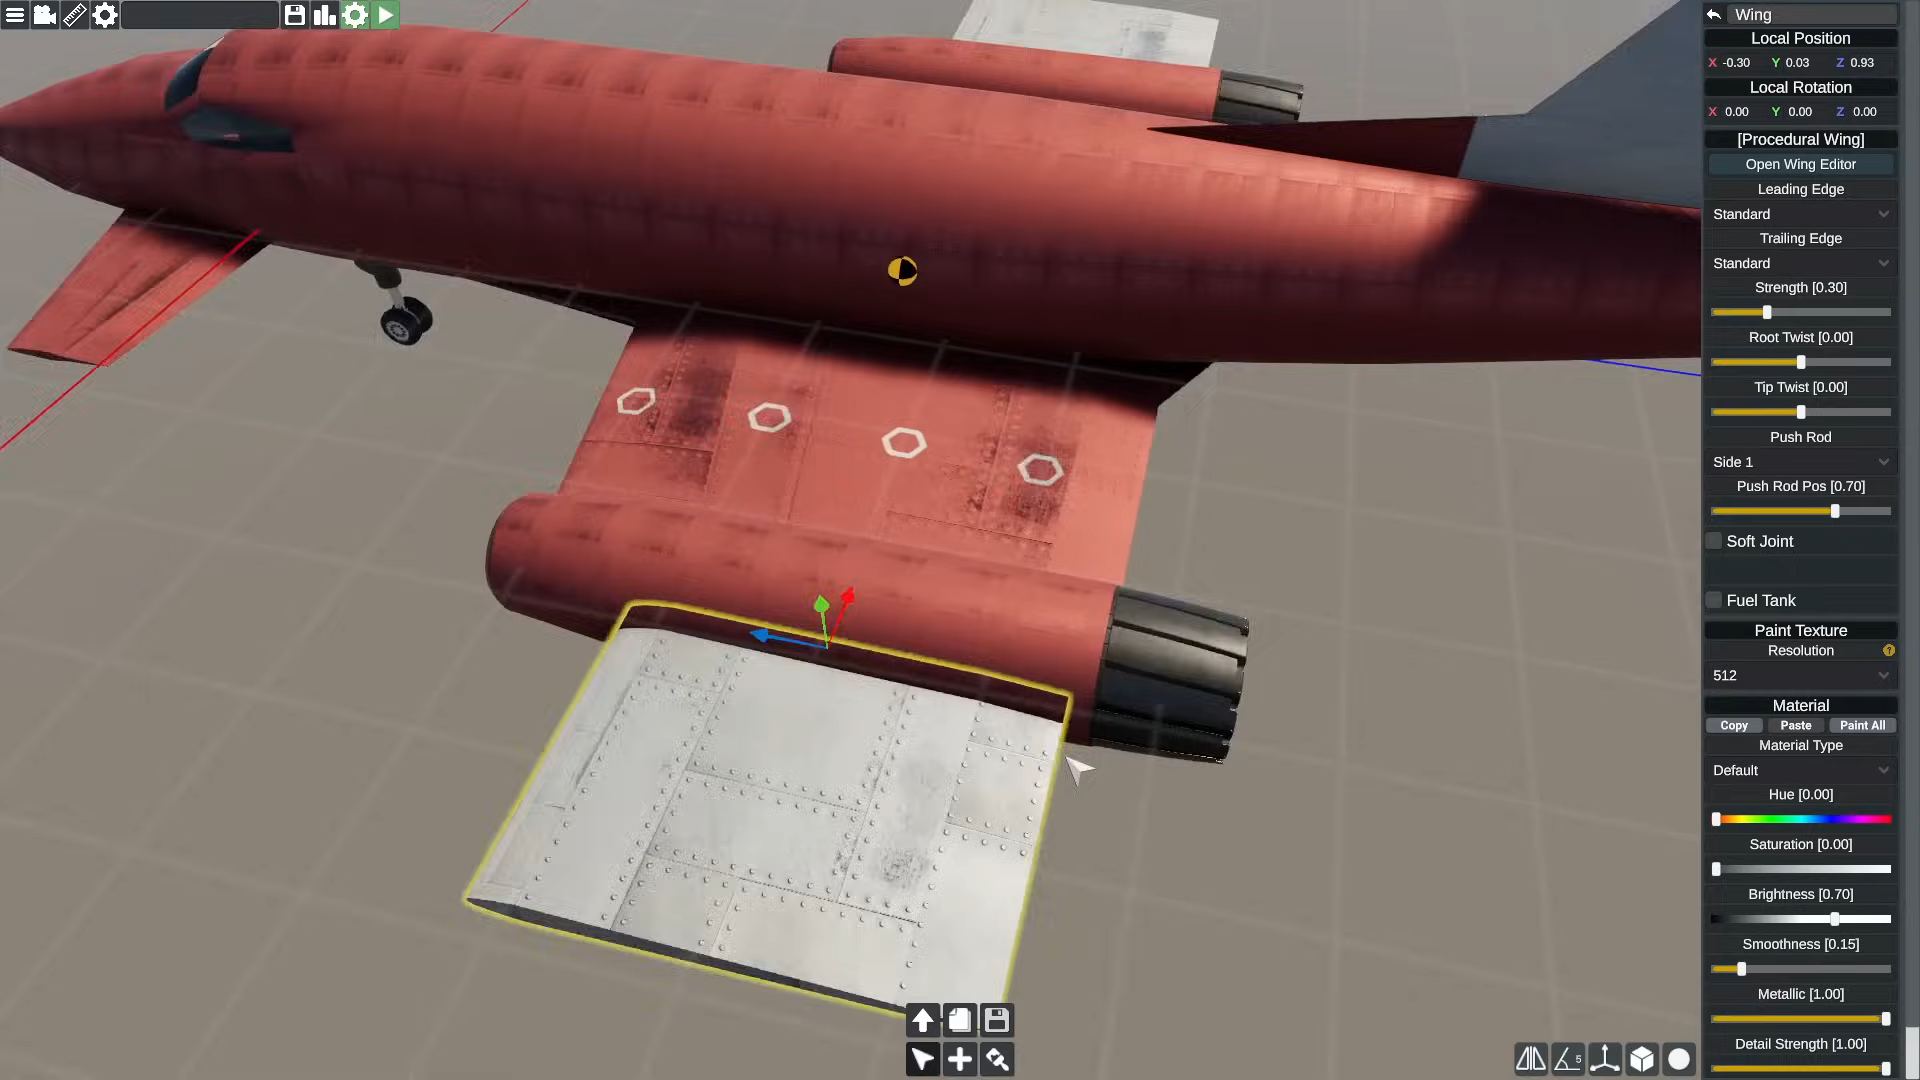 Wing
Local Position
X -0.30 Y 0.03 Z 0.93
Local Rotation
X 0.00 Y 0.00 Z 0.00
[Procedural Wing]
Open Wing Editor
Leading Edge
Standard
Trailing Edge
Standard
Strength [0.30]
Root Twist [0.00]
Tip Twist [0.00]
Push Rod
Side 1
Push Rod Pos [0.70]
Soft Joint
Fuel Tank
Paint Texture
Resolution
512
Material
Copy Paste Paint All
Material Type
Default
Hue [0.00]
Saturation [0.00]
Brightness [0.70]
Smoothness [0.15]
Metallic [1.00]
Detail Strength [1.00]
5